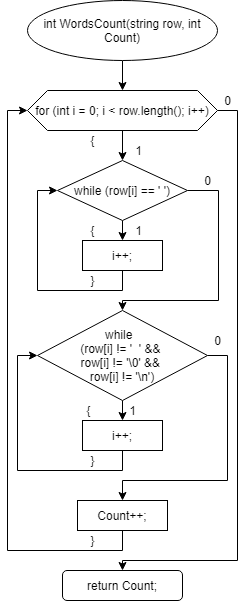 int WordsCount(string row, int
Count)
0
for (int i = 0; i < row.length(); i++)
{
1
0
while (row[i] == ' ')
{ 1
i++;
}
0
while
(row[i] != ' ' &&
row[i] != '\0' &&
row[i] != '\n')
{ 1
i++;
}
Count++;
}
return Count;